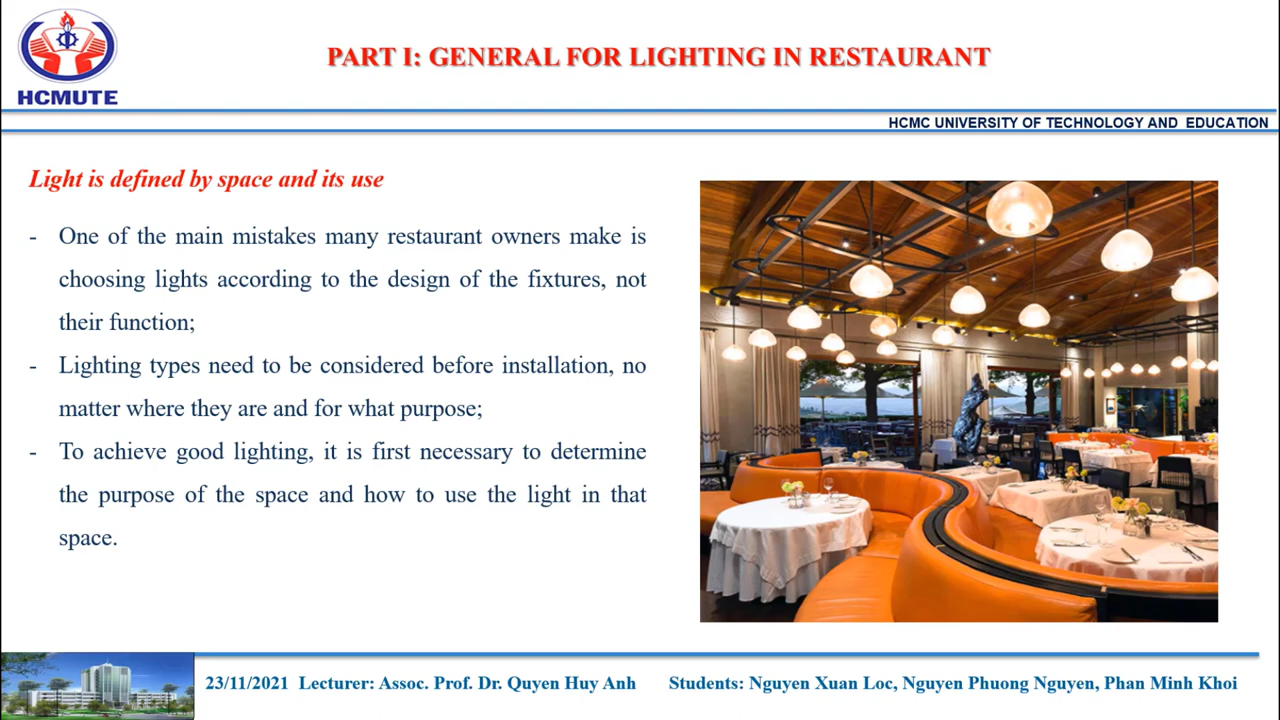 PART I: GENERAL FOR LIGHTING IN RESTAURANT
HCMUTE
HCMC UNIVERSITY OF TECHNOLOGY AND EDUCATION
Light is defined by space and its use
- One of the main mistakes many restaurant owners make is
choosing lights according to the design of the fixtures, not
their function;
- Lighting types need to be considered before installation, no
matter where they are and for what purpose;
- To achieve good lighting, it is first necessary to determine
the purpose of the space and how to use the light in that
space.
23/11/2021 Lecturer: Assoc. Prof. Dr. Quyen Huy Anh Students: Nguyen Xuan Loc, Nguyen Phuong Nguyen, Phan Minh Khoi